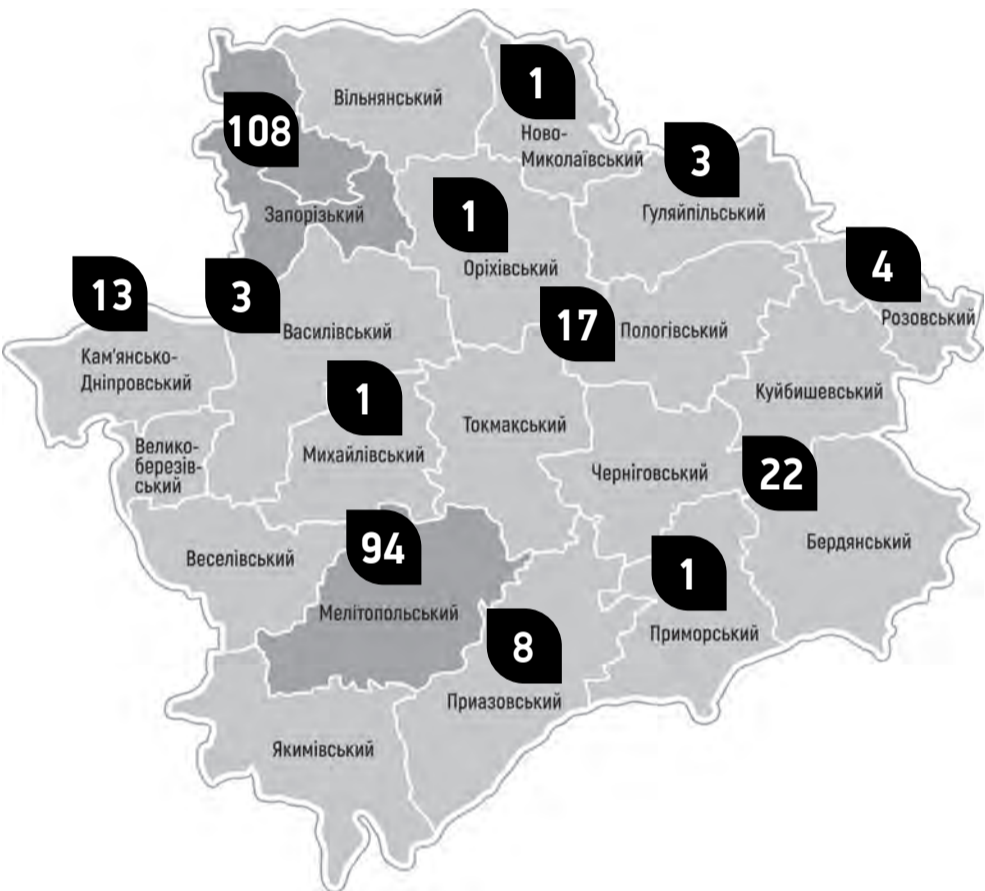 Вільнянський
1
Ново-
Миколаївський
108
Запорізький
3
Гуляйпільський
1
Оріхівський
4
Розовський
13
Кам'янсько-
Дніпровський
3
Василівський
17
Пологівський
Куйбишевський
1
Михайлівський
Токмакський
Велико-
березів-
ський
Черніговський
22
Бердянський
Веселівський
94
Мелітопольський
1
Приморський
8
Приазовський
Якимівський